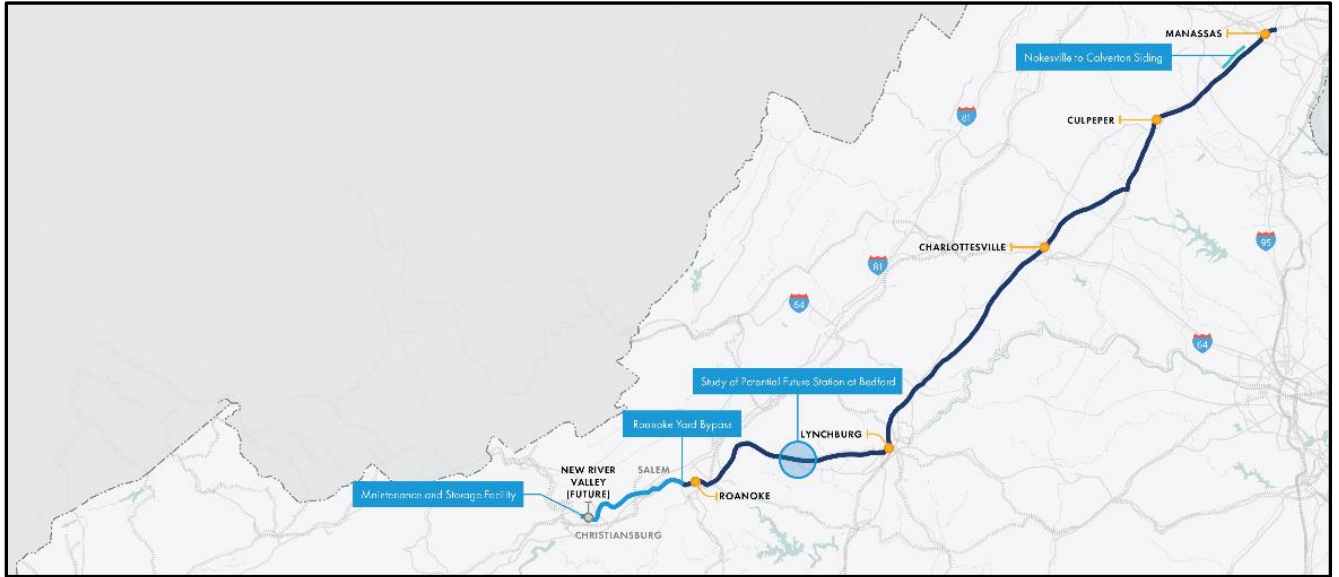 MANASSAS
Nokesville to Calverton Siding
81
CULPEPER
CHARLOTTESVILLE
95
81
64
64
Study of Potential Future Station at Bedford
Roanoke Yard Bypass
LYNCHBURG
SALEM
NEW RIVER
VALLEY
(FUTURE)
Maintenance and Storage Facility
ROANOKE
CHRISTIANSBURG